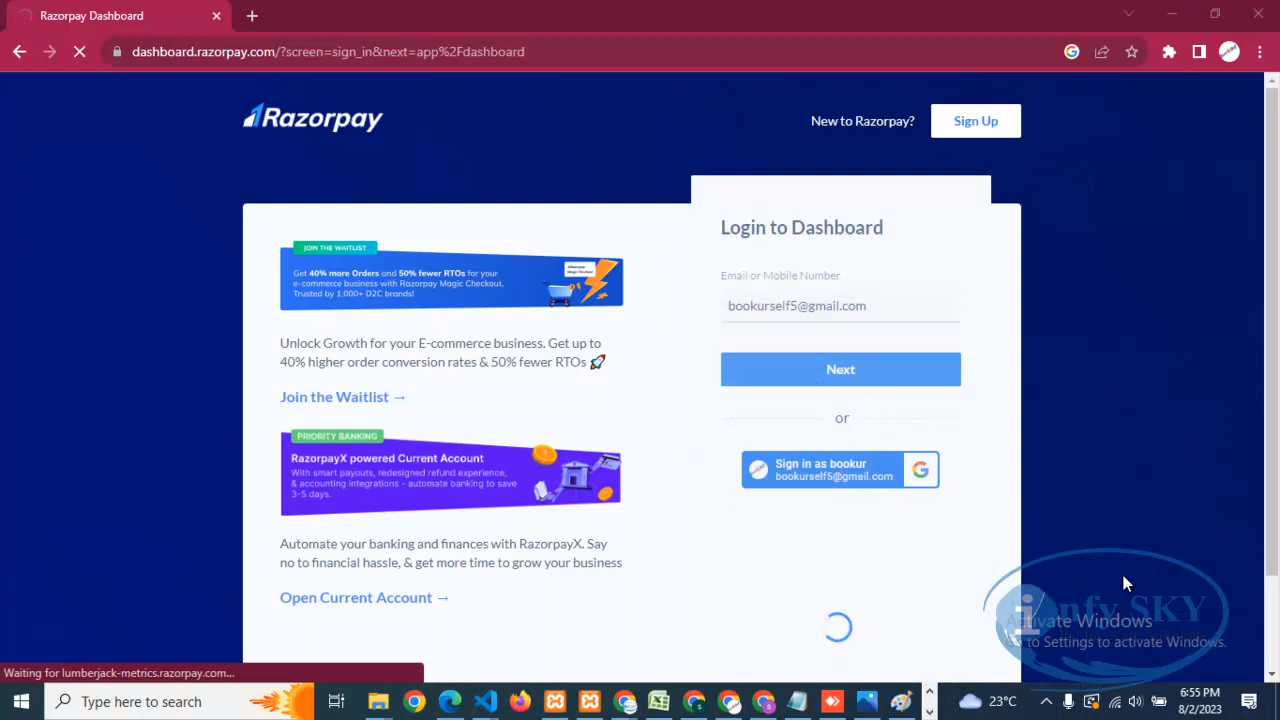 Razorpay Dashboard
dashboard.razorpay.com/?screen=sign_in&next=app%2Fdashboard
Razorpay
New to Razorpay?
Sign Up
JOIN THE WAITLIST
Get 40% more Orders and 50% fewer RTOs for your
e-commerce business with Razorpay Magic Checkout.
Trusted by 1,000+ D2C brands!
Razorpay
Magic Checkout
Unlock Growth for your E-commerce business. Get up to
40% higher order conversion rates & 50% fewer RTOs 🚀
Join the Waitlist →
PRIORITY BANKING
RazorpayX powered Current Account
With smart payouts, redesigned refund experience,
& accounting integrations - automate banking to save
3-5 days.
Automate your banking and finances with RazorpayX. Say
no to financial hassle, & get more time to grow your business
Open Current Account →
Login to Dashboard
Email or Mobile Number
bookurself5@gmail.com
Next
or
Sign in as bookur
bookurself5@gmail.com
infy SKY
Activate Windows
Go to Settings to activate Windows.
Waiting for lumberjack-metrics.razorpay.com...
Type here to search
23°C
6:55 PM
8/2/2023